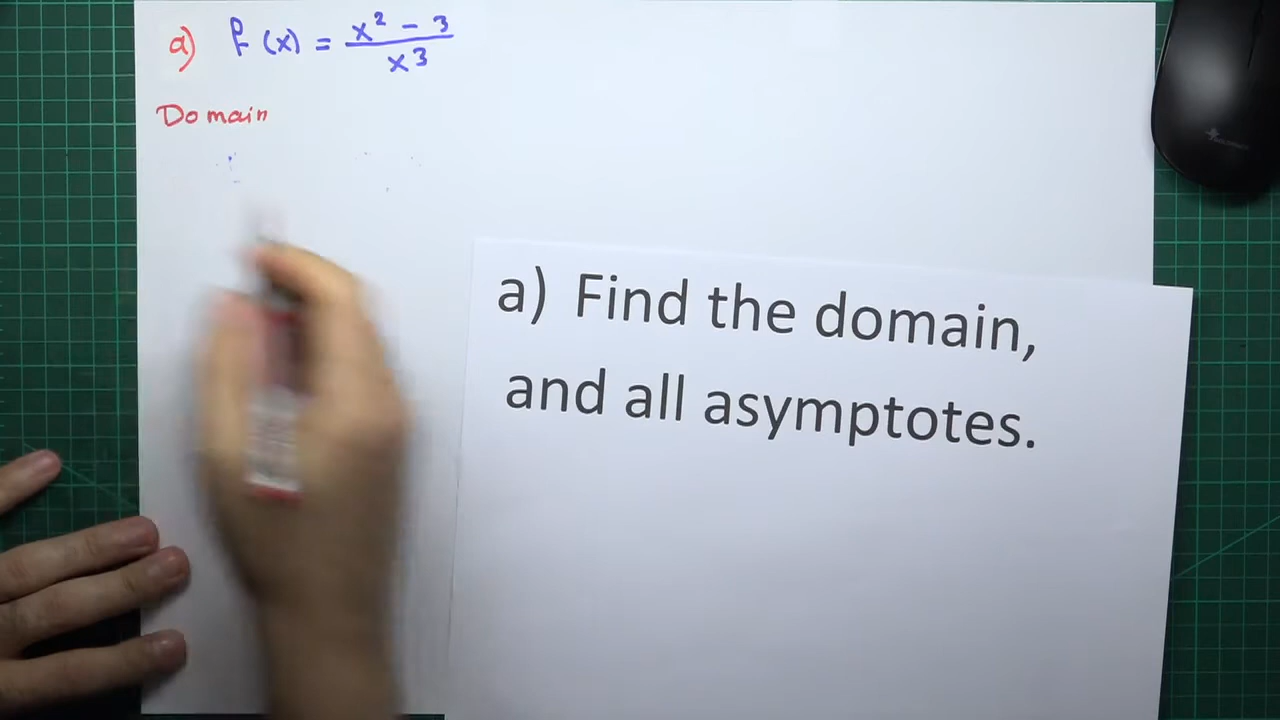 a) f(x) = x² - 3 / x³
Domain
a) Find the domain,
and all asymptotes.